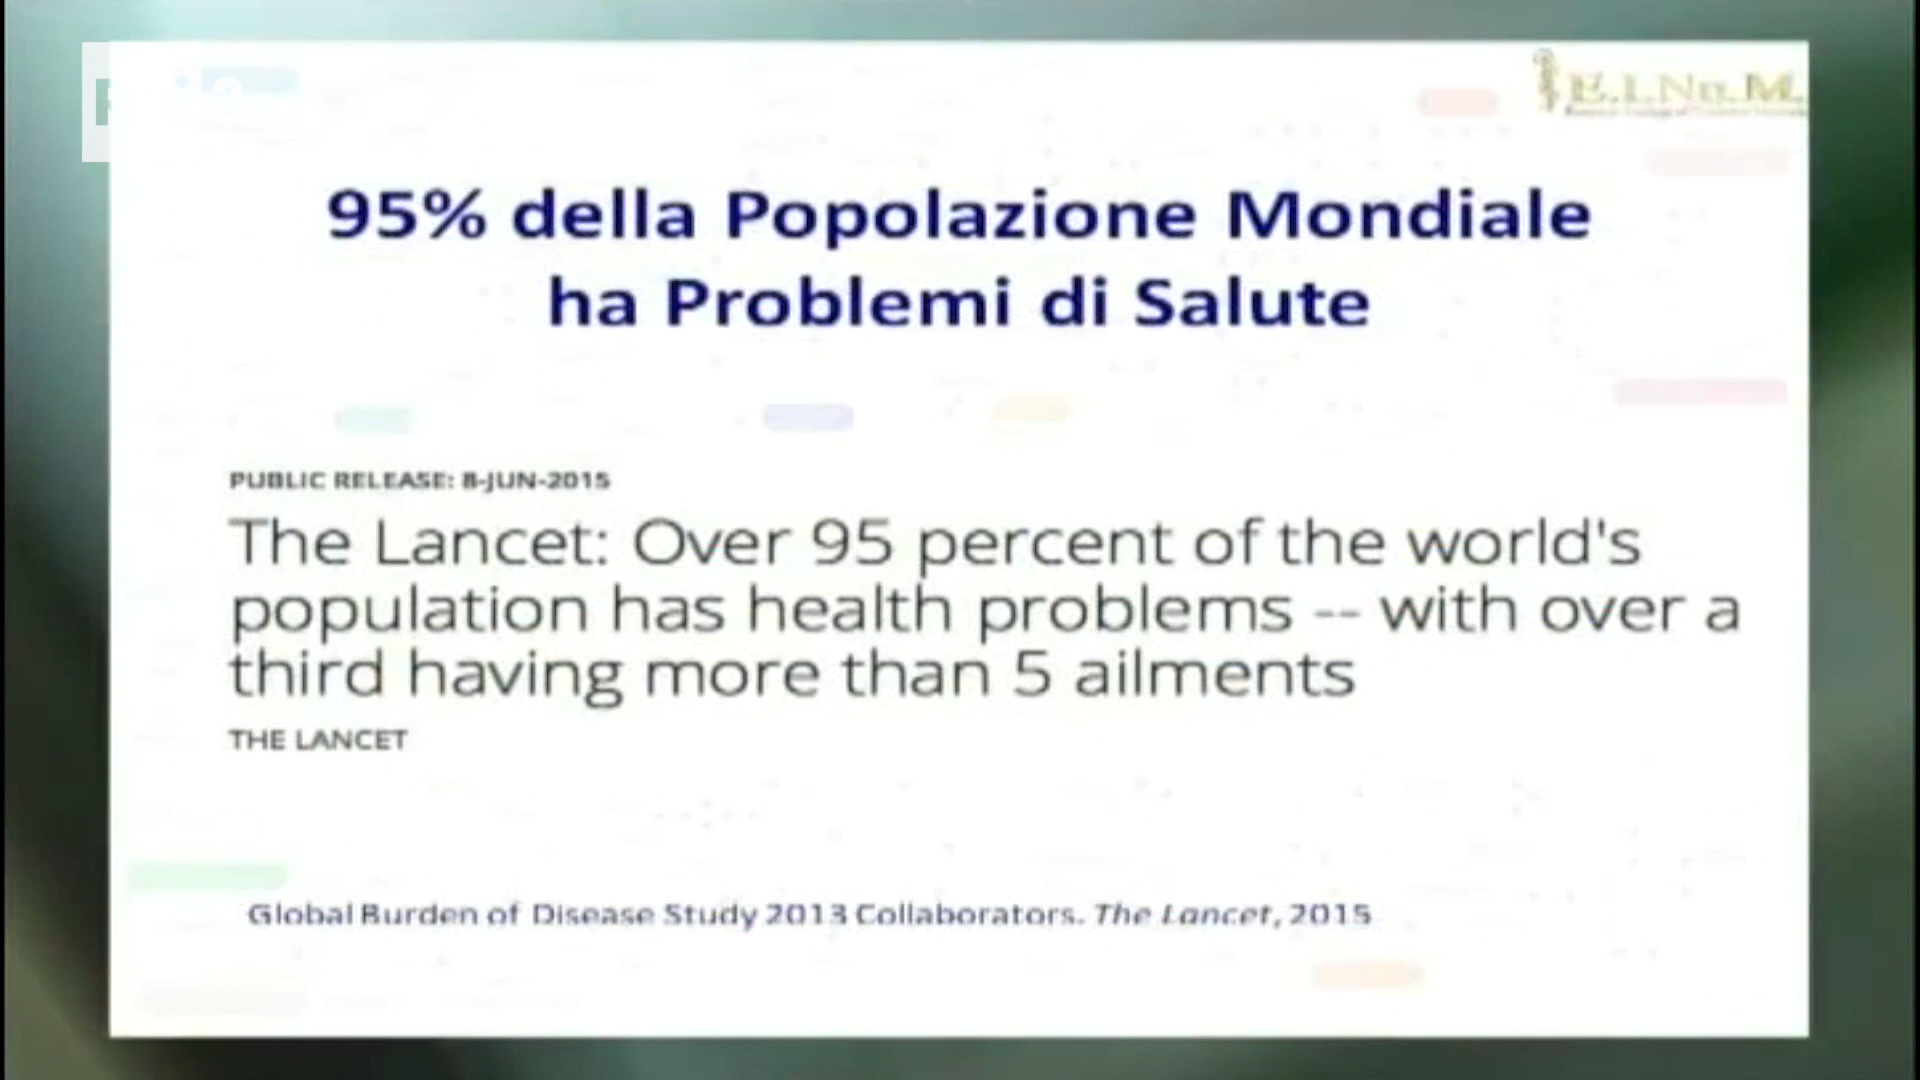 E.I.Nu.M.
95% della Popolazione Mondiale
ha Problemi di Salute
PUBLIC RELEASE: 8-JUN-2015
The Lancet: Over 95 percent of the world's
population has health problems -- with over a
third having more than 5 ailments
THE LANCET
Global Burden of Disease Study 2013 Collaborators. The Lancet, 2015